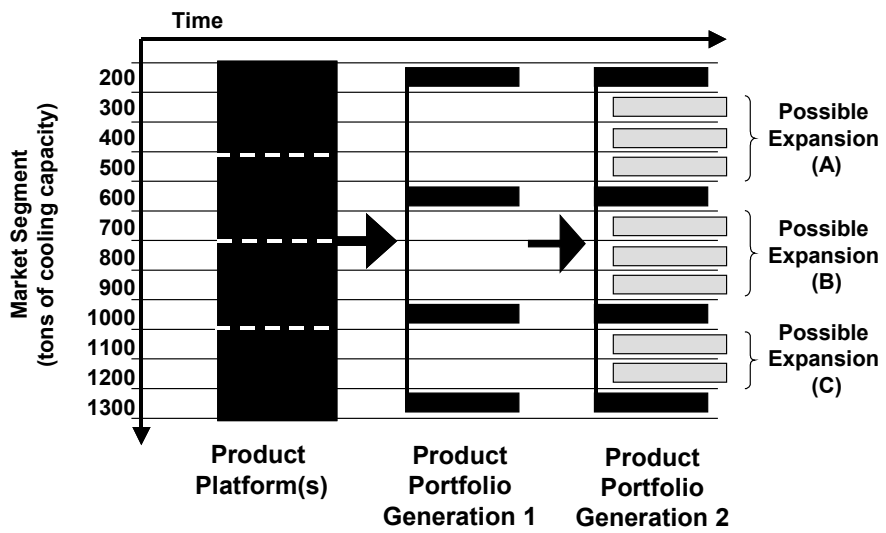 Time
Market Segment
(tons of cooling capacity)
200
300
400
500
600
700
800
900
1000
1100
1200
1300
Possible
Expansion
(A)
Possible
Expansion
(B)
Possible
Expansion
(C)
Product
Platform(s)
Product
Portfolio
Generation 1
Product
Portfolio
Generation 2